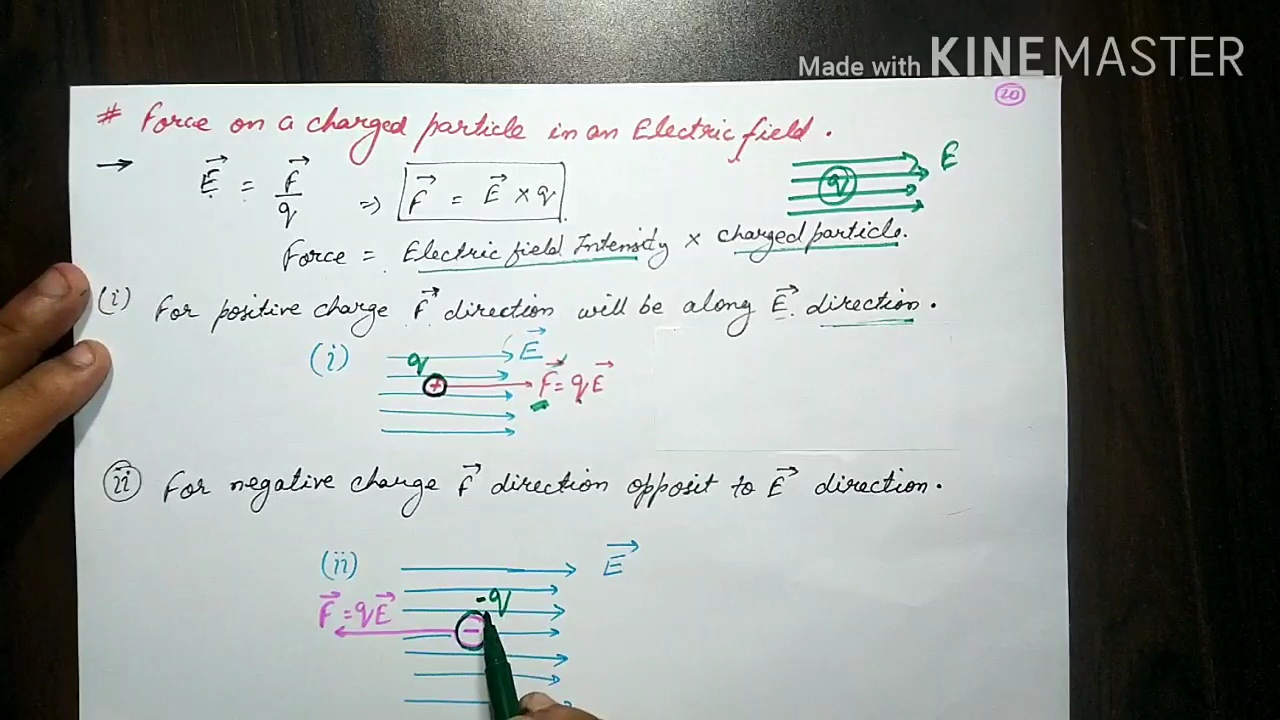 Made with KINEMASTER
20
# Force on a charged particle in an Electric field.
→ E⃗ = F⃗/q ⇒ F⃗ = E⃗ × q
q E
Force = Electric field Intensity × charged particle.
(i) For positive charge F⃗ direction will be along E⃗ direction.
(i) q E⃗
+ F⃗ = qE⃗
(ii) For negative charge F⃗ direction opposit to E⃗ direction.
(ii) E⃗
-q
F⃗ = qE⃗
−